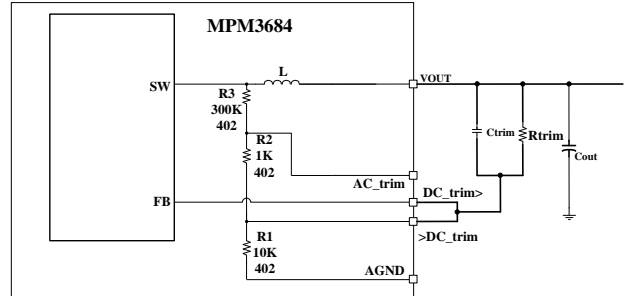 MPM3684
SW
L
VOUT
R3
300K
402
Ctrim
Rtrim
R2
1K
402
Cout
AC_trim
FB
DC_trim>
>DC_trim
R1
10K
402
AGND